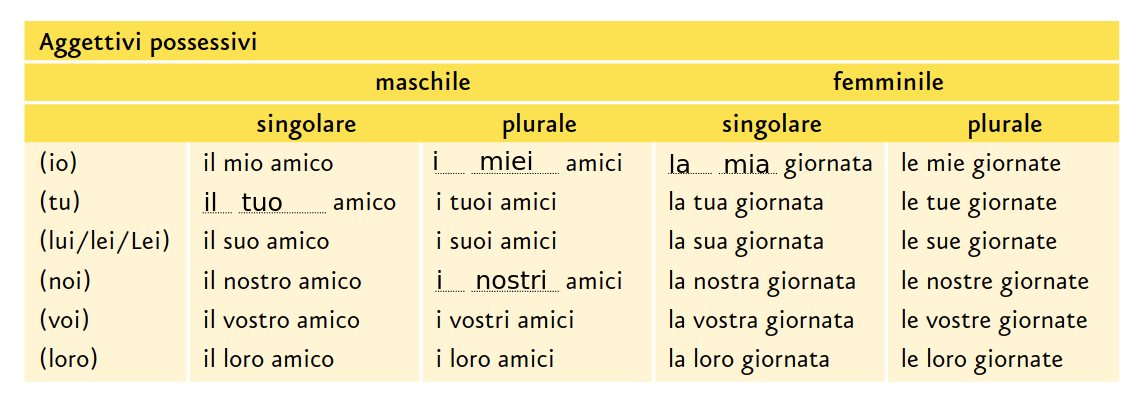 Aggettivi possessivi
maschile femminile
singolare plurale singolare plurale
(io) il mio amico i miei amici la mia giornata le mie giornate
(tu) il tuo amico i tuoi amici la tua giornata le tue giornate
(lui/lei/Lei) il suo amico i suoi amici la sua giornata le sue giornate
(noi) il nostro amico i nostri amici la nostra giornata le nostre giornate
(voi) il vostro amico i vostri amici la vostra giornata le vostre giornate
(loro) il loro amico i loro amici la loro giornata le loro giornate